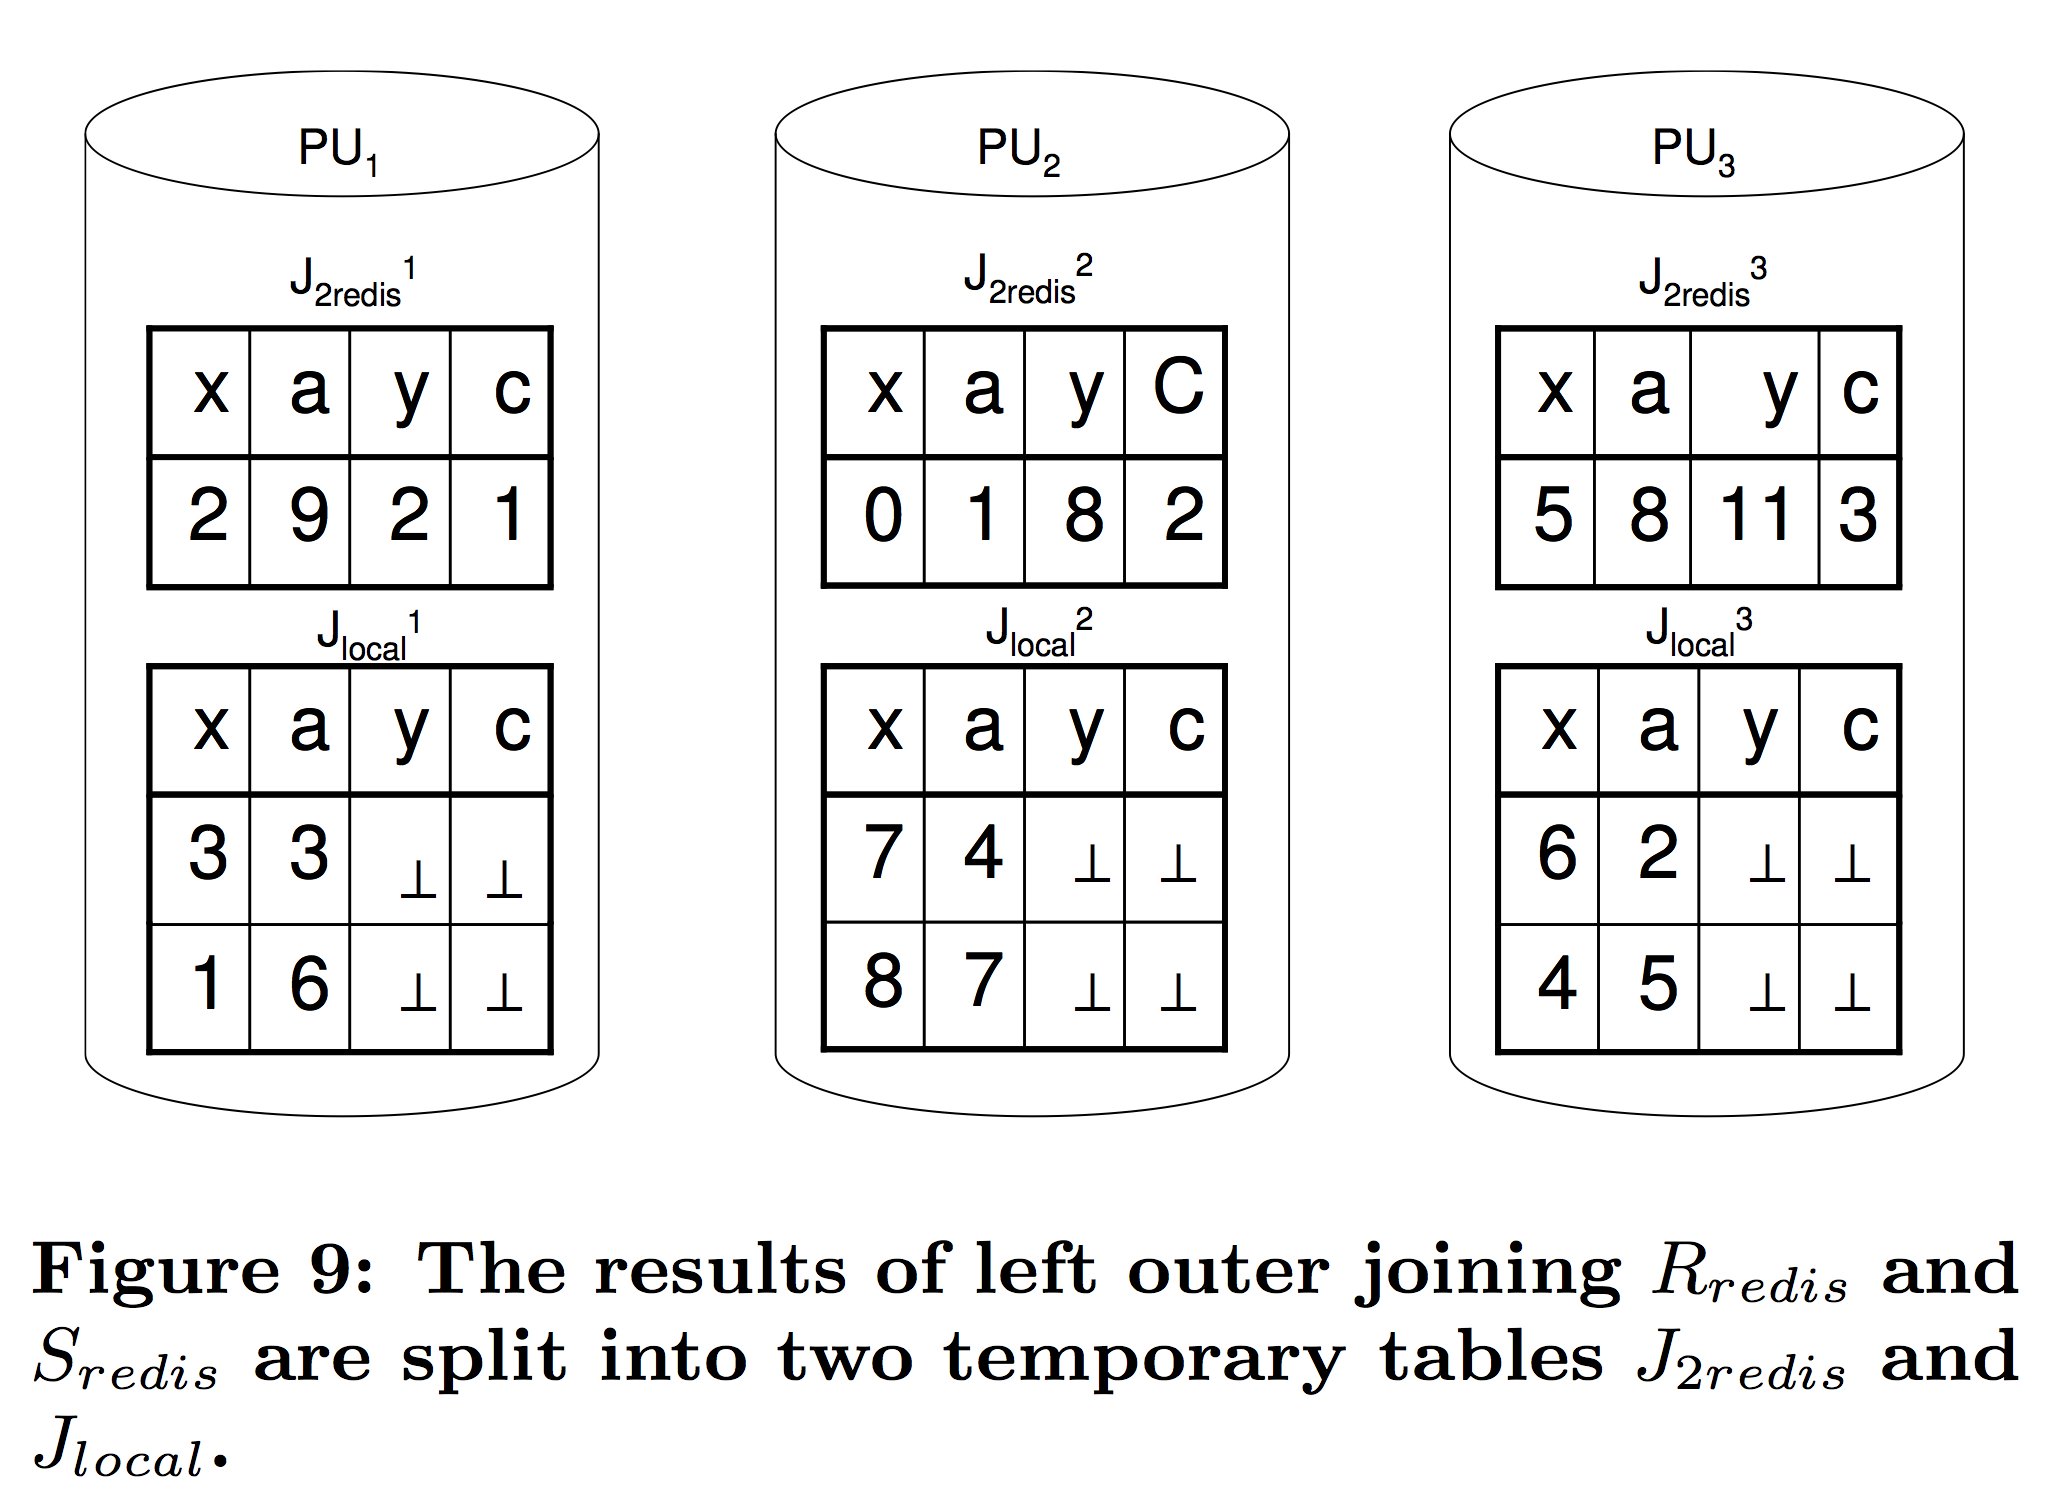 PU₁ PU₂ PU₃
J₂redis¹ J₂redis² J₂redis³
x a y c x a y C x a y c
2 9 2 1 0 1 8 2 5 8 11 3
Jlocal¹ Jlocal² Jlocal³
x a y c x a y c x a y c
3 3 ⊥ ⊥ 7 4 ⊥ ⊥ 6 2 ⊥ ⊥
1 6 ⊥ ⊥ 8 7 ⊥ ⊥ 4 5 ⊥ ⊥
Figure 9: The results of left outer joining Rredis and
Sredis are split into two temporary tables J2redis and
Jlocal.